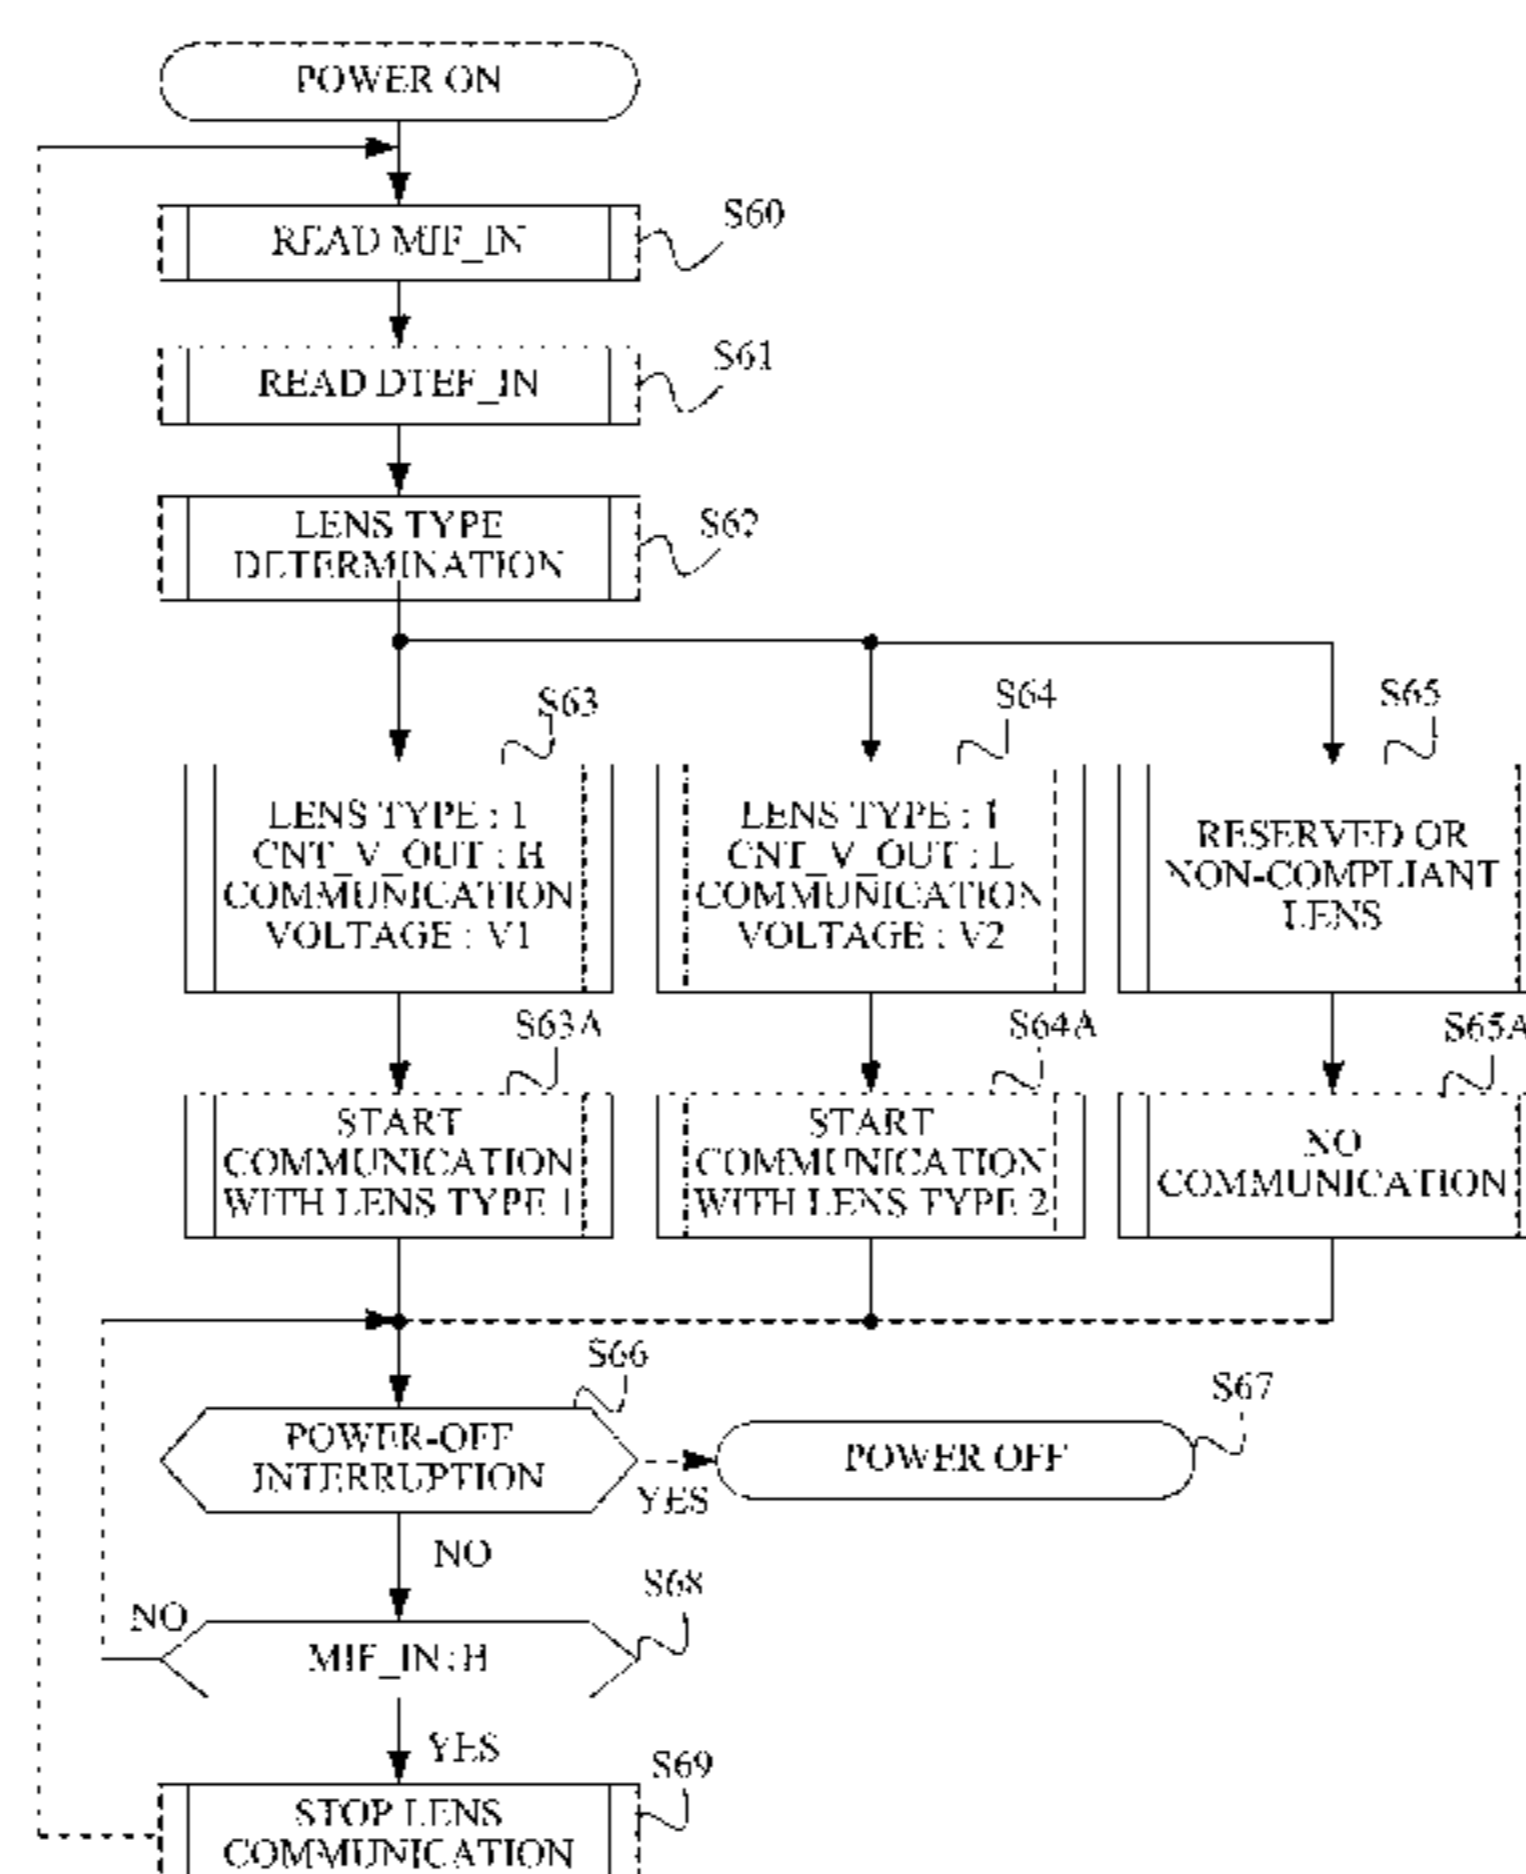 POWER ON
READ MIF_IN
S60
READ DTEF_IN
S61
LENS TYPE
DETERMINATION
S62
S63
LENS TYPE : 1
CNT_V_OUT : H
COMMUNICATION
VOLTAGE : V1
S64
LENS TYPE : 1
CNT_V_OUT : L
COMMUNICATION
VOLTAGE : V2
S65
RESERVED OR
NON-COMPLIANT
LENS
S63A
START
COMMUNICATION
WITH LENS TYPE 1
S64A
START
COMMUNICATION
WITH LENS TYPE 2
S65A
NO
COMMUNICATION
S66
POWER-OFF
INTERRUPTION
YES
S67
POWER OFF
NO
S68
NO
MIF_IN : H
YES
S69
STOP LENS
COMMUNICATION